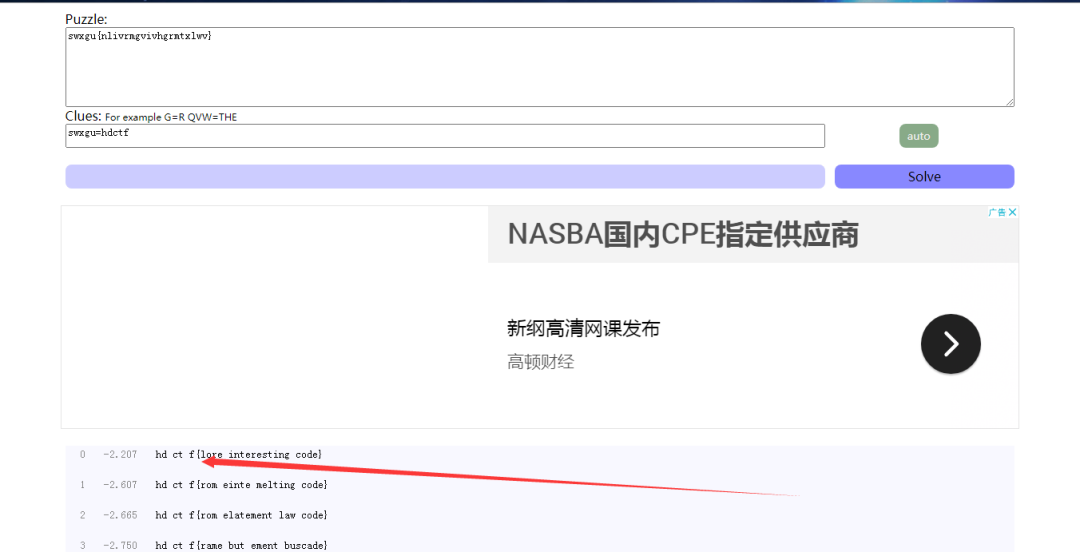 Puzzle:
swxgu{nlivrmgvivhgrmtxlwv}
Clues: For example G=R QVW=THE
swxgu=hdctf
auto
Solve
广告
NASBA国内CPE指定供应商
新纲高清网课发布
高顿财经
0 -2.207 hd ct f{lore interesting code}
1 -2.607 hd ct f{rom einte melting code}
2 -2.665 hd ct f{rom elatement law code}
3 -2.750 hd ct f{rame but ement buscade}